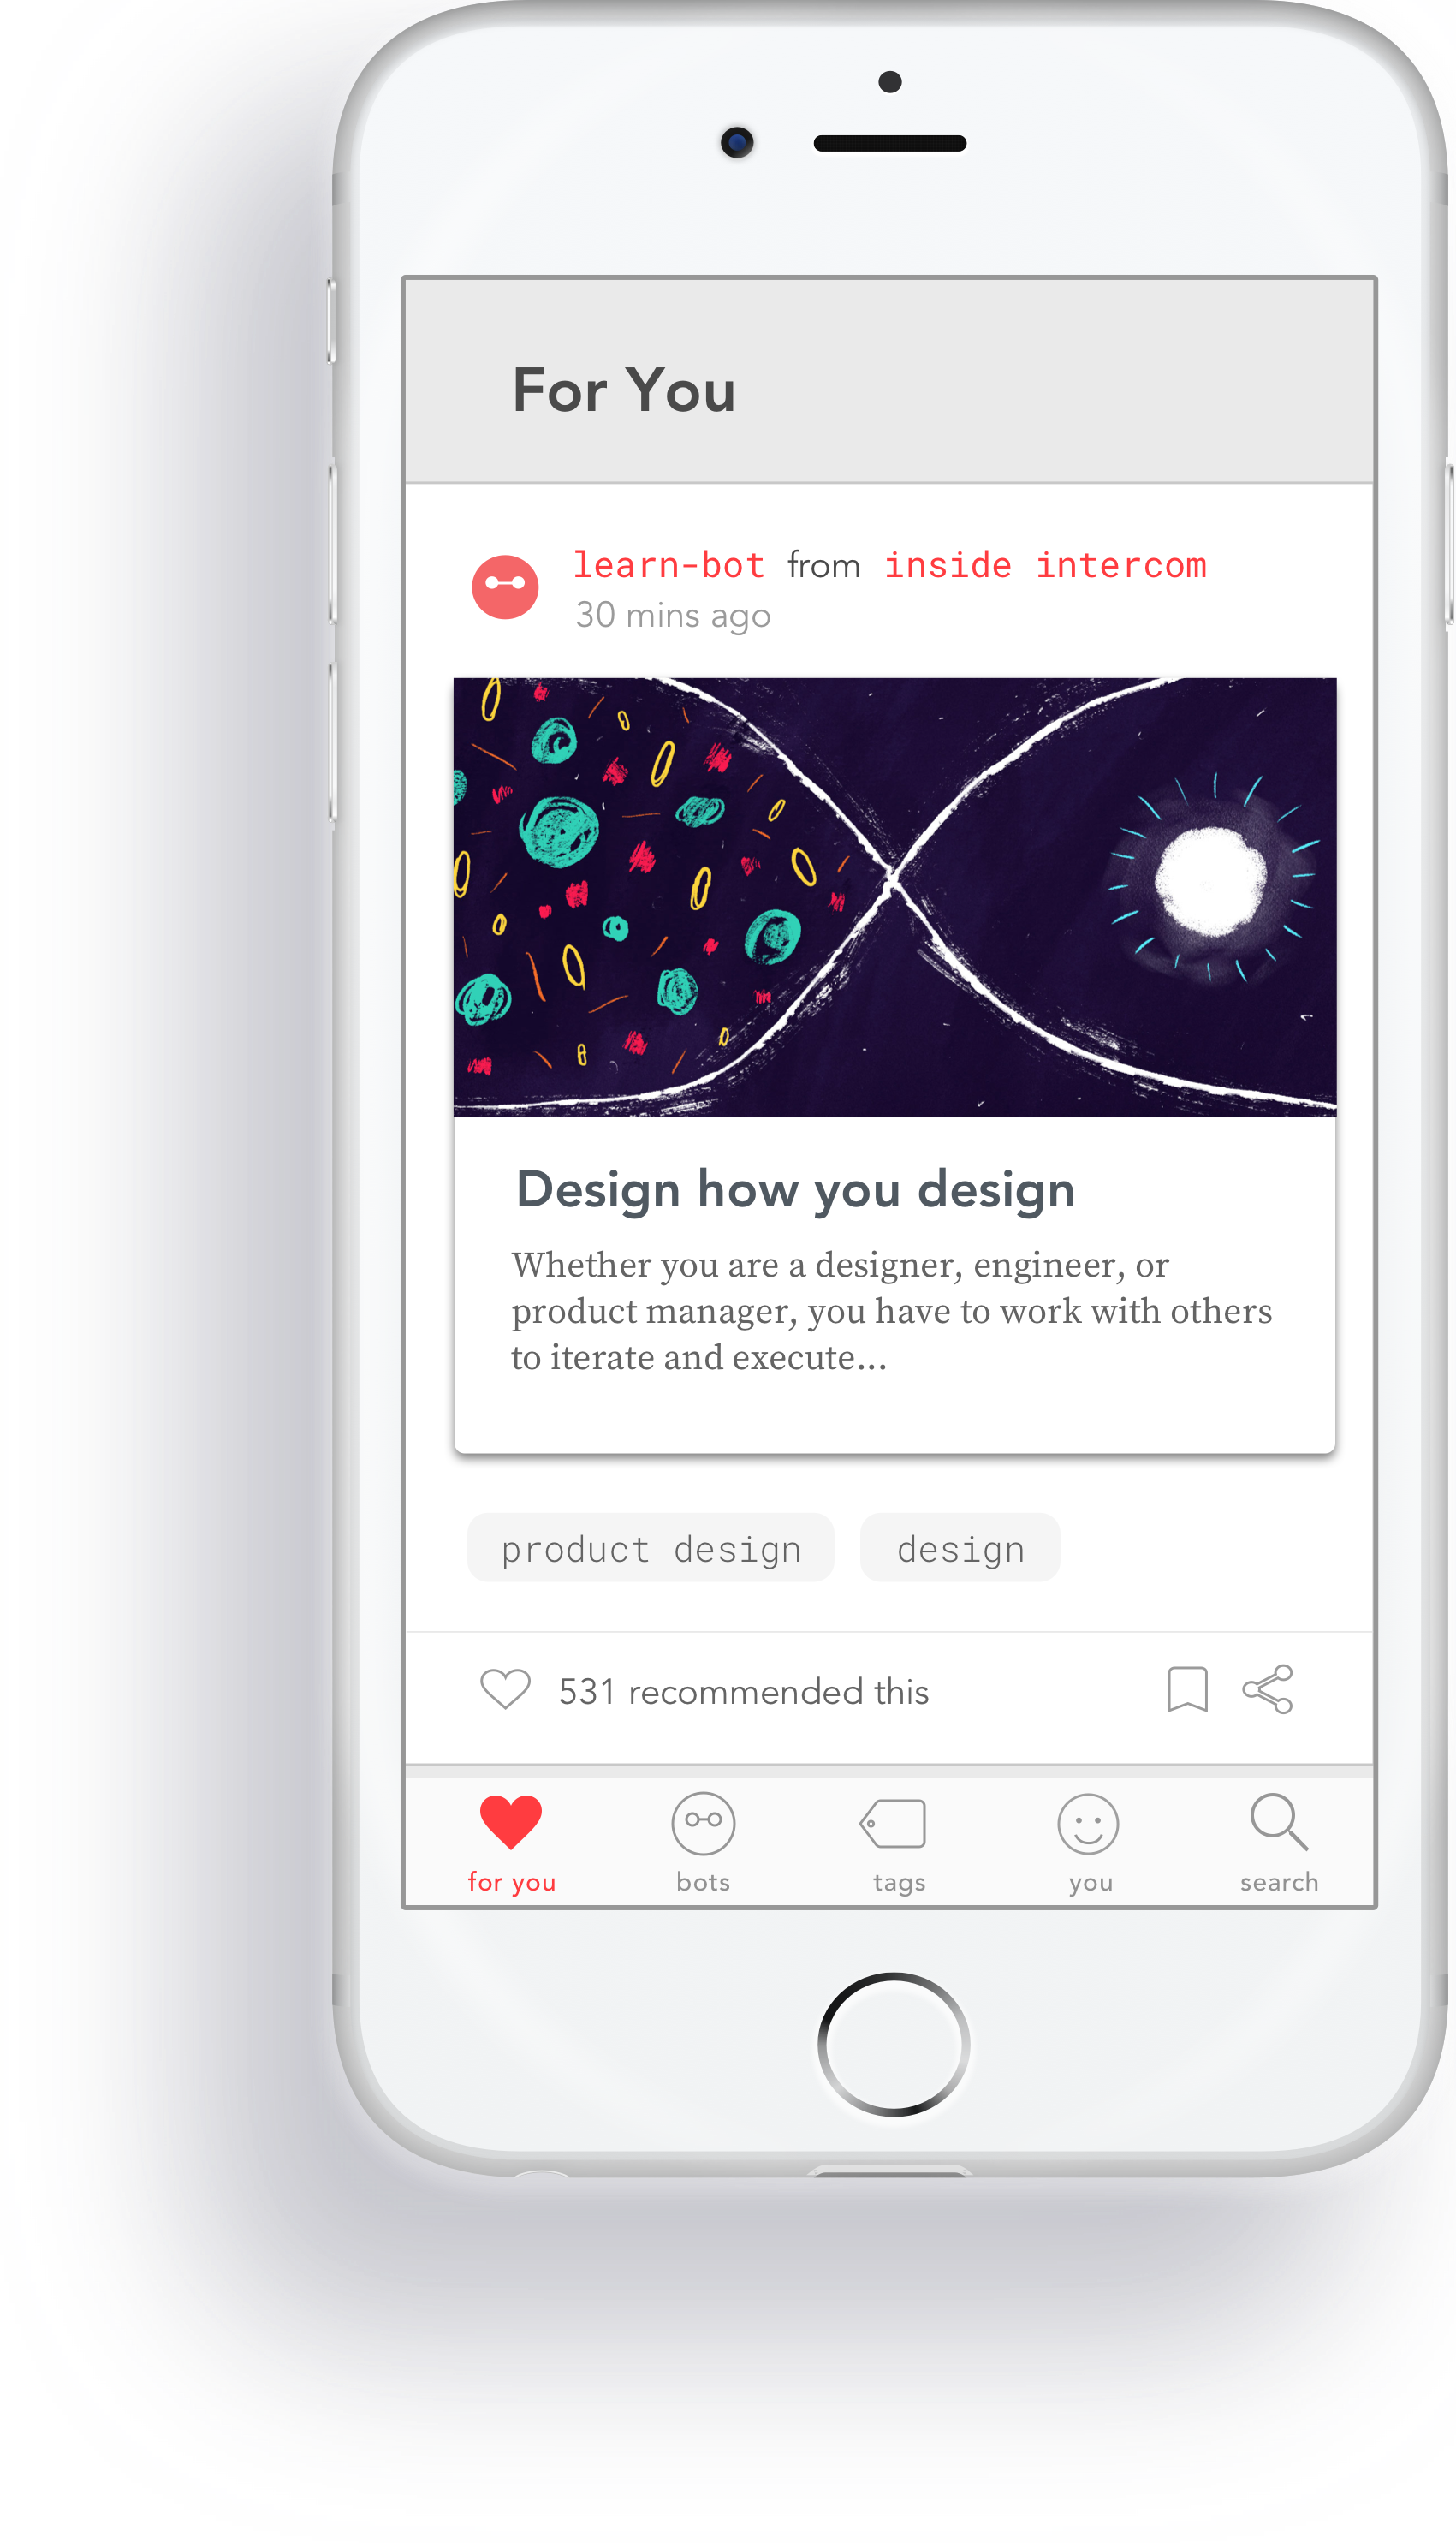 For You
learn-bot from inside intercom
30 mins ago
Design how you design
Whether you are a designer, engineer, or
product manager, you have to work with others
to iterate and execute...
product design design
531 recommended this
for you bots tags you search